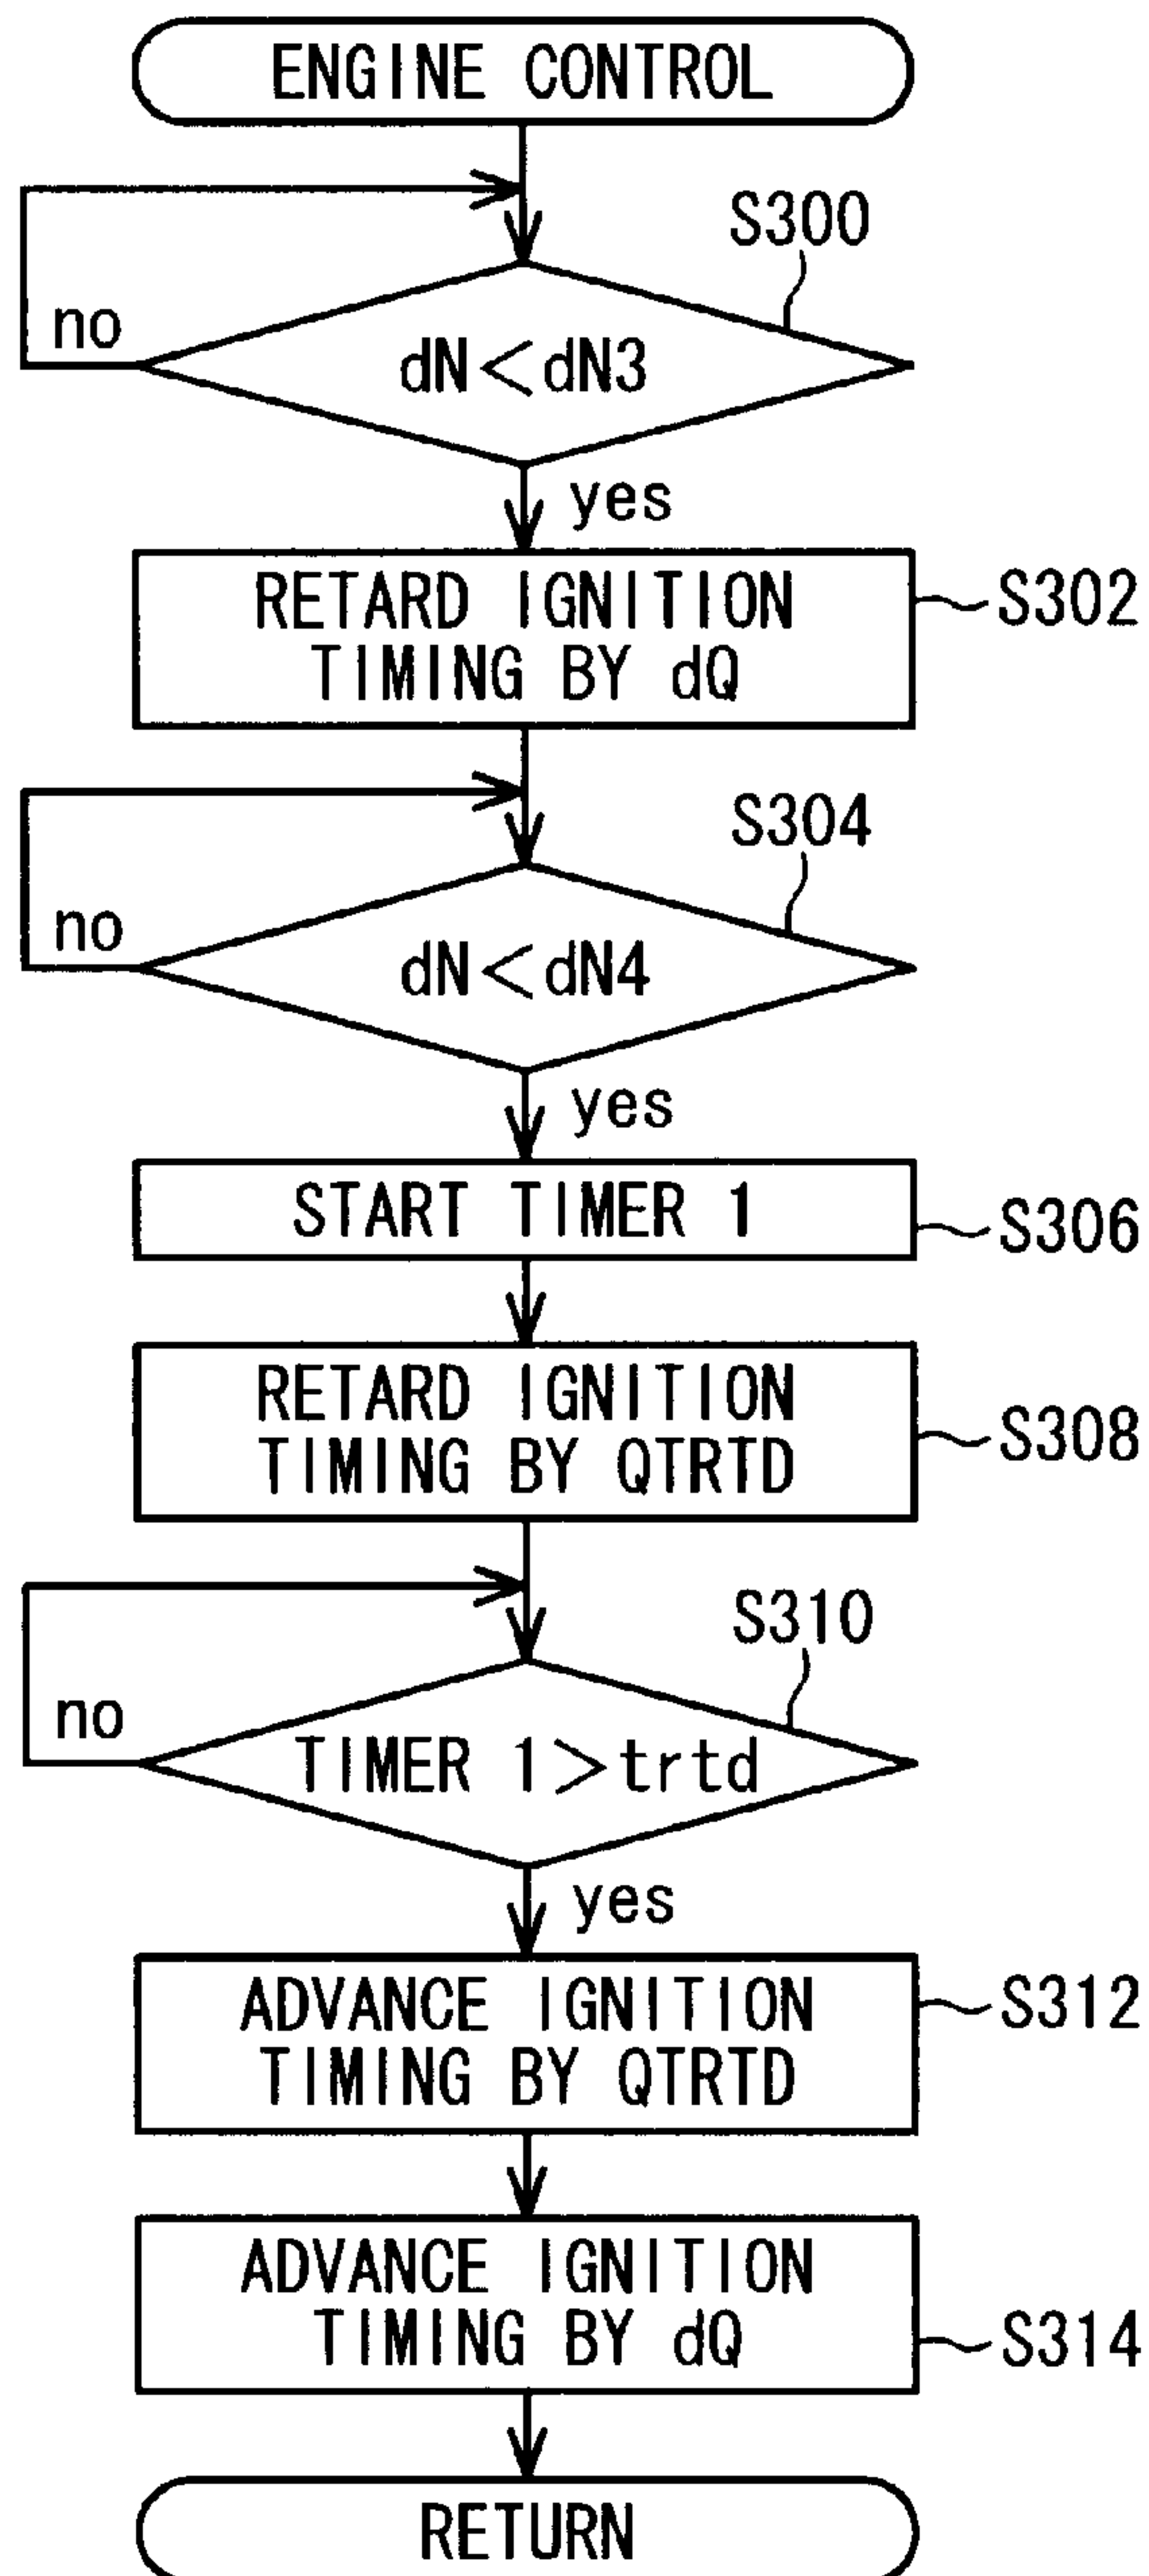 ENGINE CONTROL
S300
no
dN<dN3
yes
RETARD IGNITION
TIMING BY dQ
S302
S304
no
dN<dN4
yes
START TIMER 1
S306
RETARD IGNITION
TIMING BY QTRTD
S308
S310
no
TIMER 1>trtd
yes
ADVANCE IGNITION
TIMING BY QTRTD
S312
ADVANCE IGNITION
TIMING BY dQ
S314
RETURN